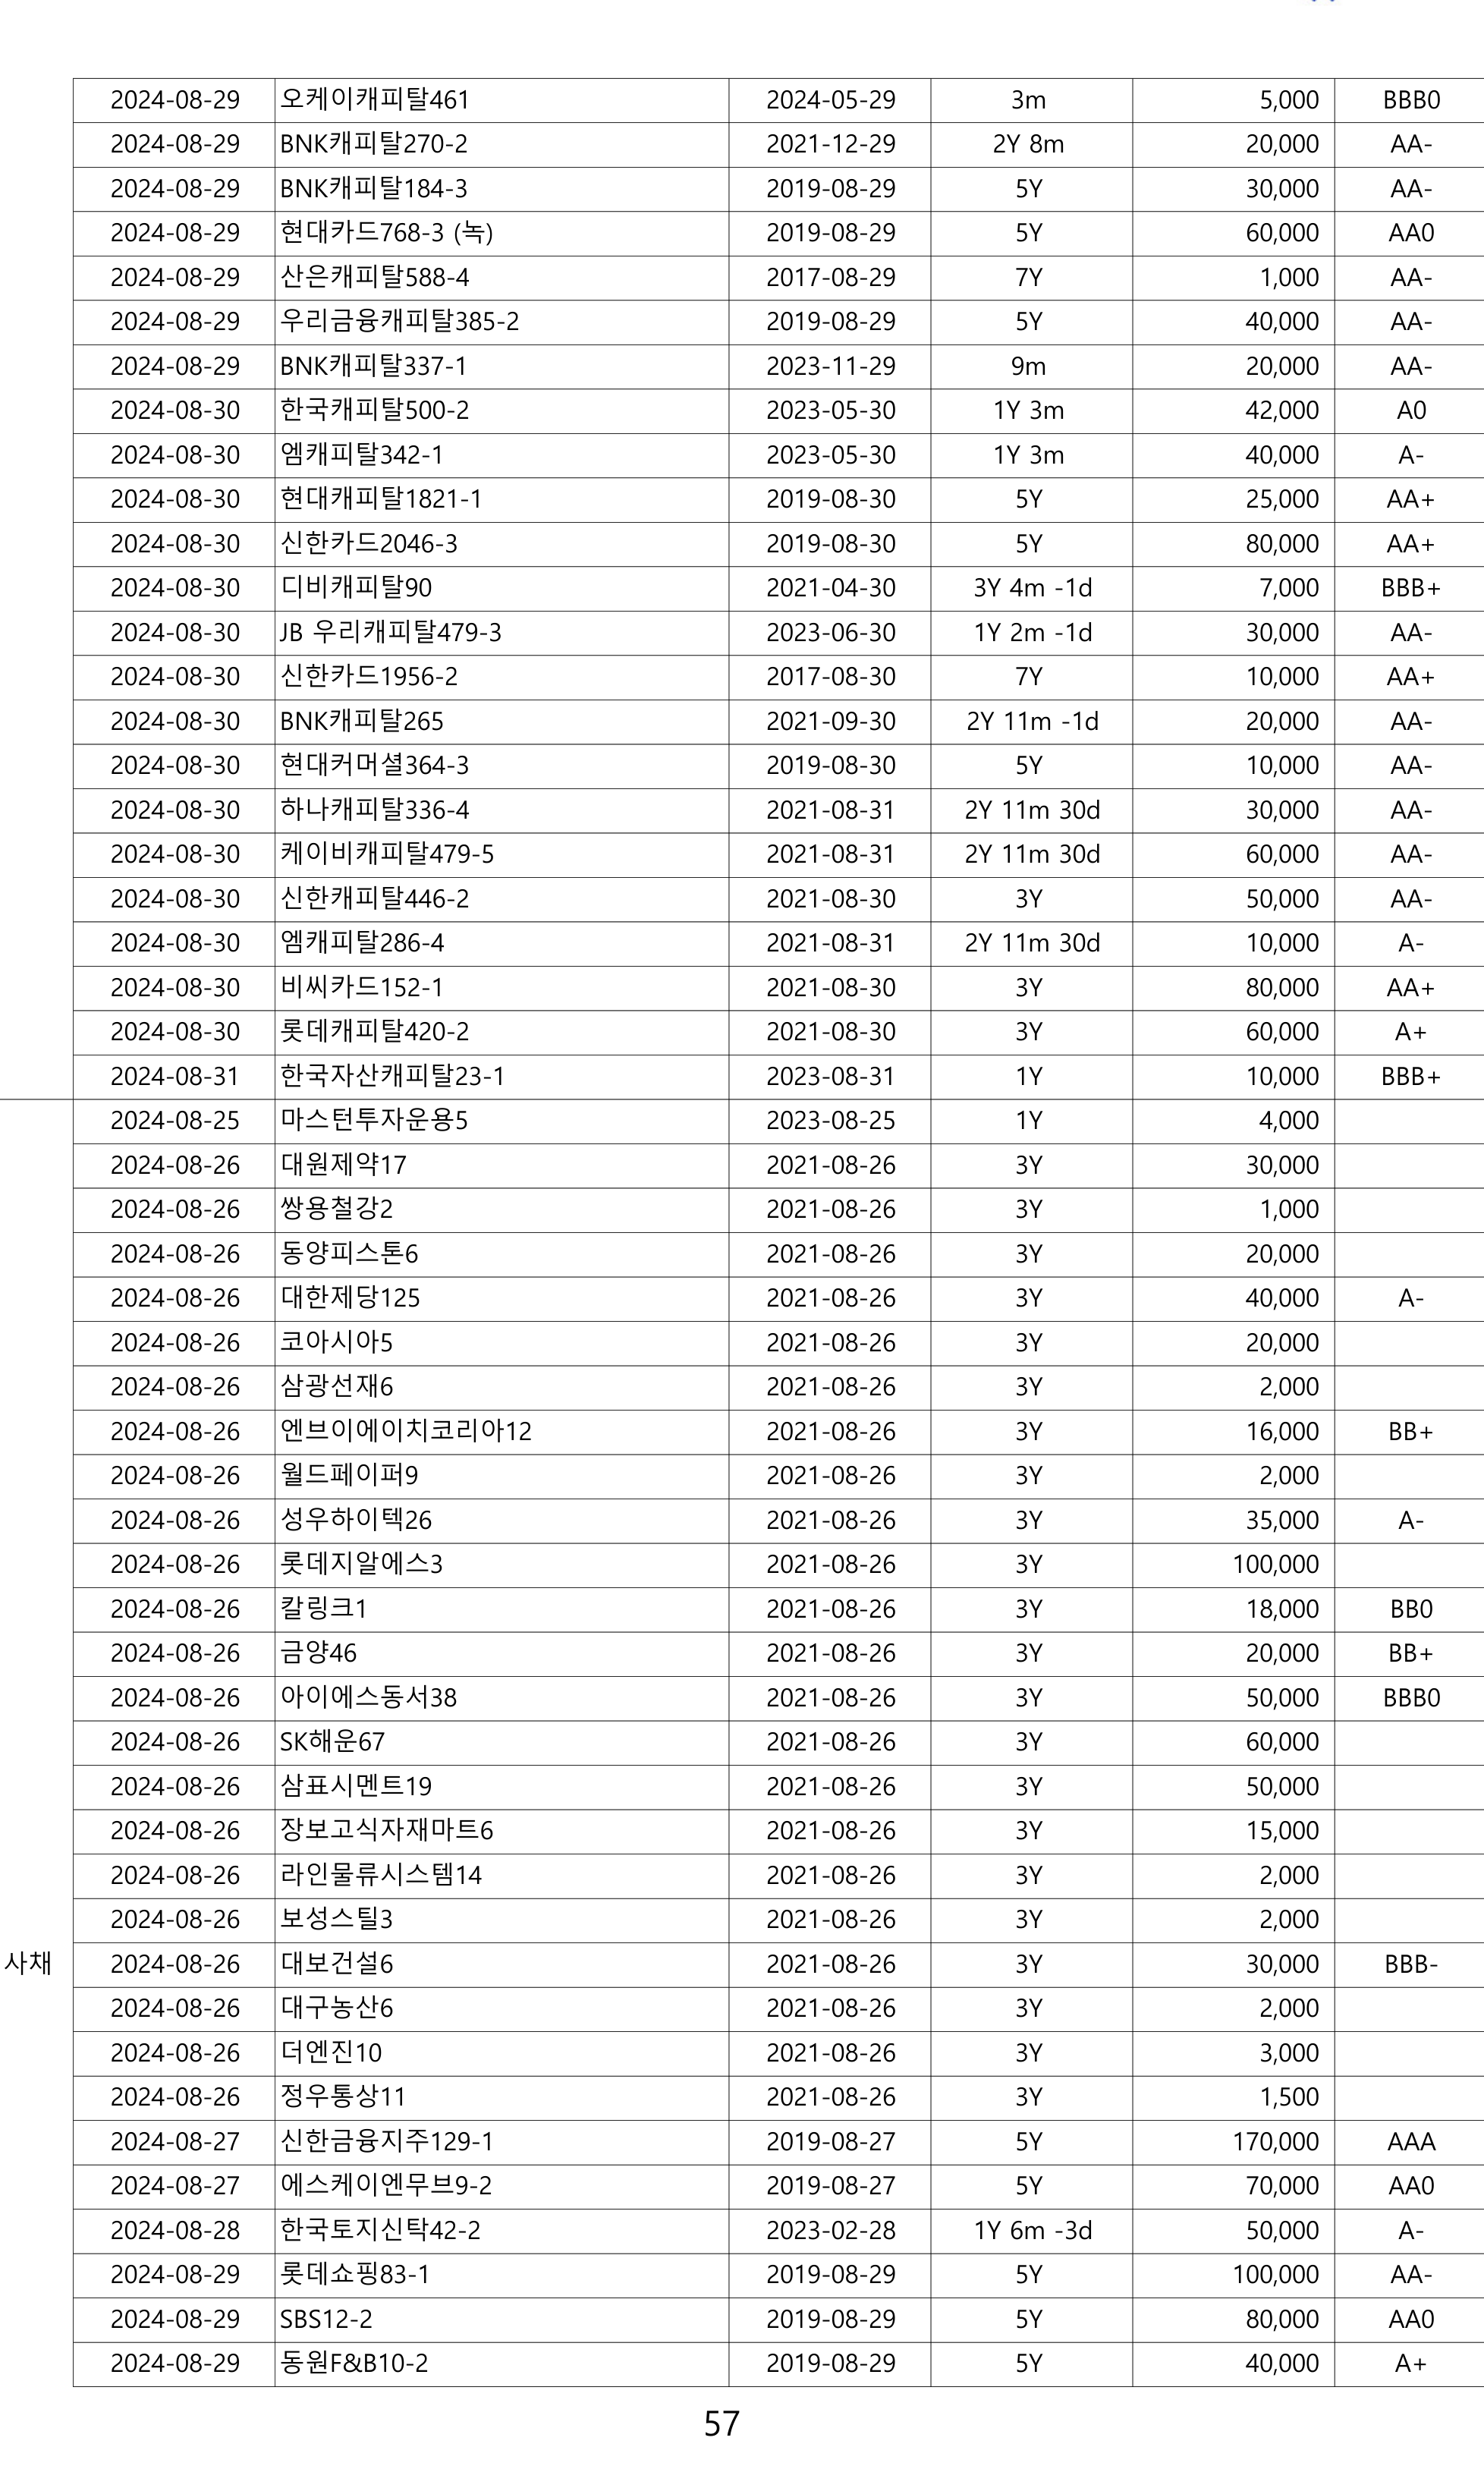 2024-08-29 오케이캐피탈461 2024-05-29 3m 5,000 BBB0
2024-08-29 BNK캐피탈270-2 2021-12-29 2Y 8m 20,000 AA-
2024-08-29 BNK캐피탈184-3 2019-08-29 5Y 30,000 AA-
2024-08-29 현대카드768-3 (녹) 2019-08-29 5Y 60,000 AA0
2024-08-29 산은캐피탈588-4 2017-08-29 7Y 1,000 AA-
2024-08-29 우리금융캐피탈385-2 2019-08-29 5Y 40,000 AA-
2024-08-29 BNK캐피탈337-1 2023-11-29 9m 20,000 AA-
2024-08-30 한국캐피탈500-2 2023-05-30 1Y 3m 42,000 A0
2024-08-30 엠캐피탈342-1 2023-05-30 1Y 3m 40,000 A-
2024-08-30 현대캐피탈1821-1 2019-08-30 5Y 25,000 AA+
2024-08-30 신한카드2046-3 2019-08-30 5Y 80,000 AA+
2024-08-30 디비캐피탈90 2021-04-30 3Y 4m -1d 7,000 BBB+
2024-08-30 JB 우리캐피탈479-3 2023-06-30 1Y 2m -1d 30,000 AA-
2024-08-30 신한카드1956-2 2017-08-30 7Y 10,000 AA+
2024-08-30 BNK캐피탈265 2021-09-30 2Y 11m -1d 20,000 AA-
2024-08-30 현대커머셜364-3 2019-08-30 5Y 10,000 AA-
2024-08-30 하나캐피탈336-4 2021-08-31 2Y 11m 30d 30,000 AA-
2024-08-30 케이비캐피탈479-5 2021-08-31 2Y 11m 30d 60,000 AA-
2024-08-30 신한캐피탈446-2 2021-08-30 3Y 50,000 AA-
2024-08-30 엠캐피탈286-4 2021-08-31 2Y 11m 30d 10,000 A-
2024-08-30 비씨카드152-1 2021-08-30 3Y 80,000 AA+
2024-08-30 롯데캐피탈420-2 2021-08-30 3Y 60,000 A+
2024-08-31 한국자산캐피탈23-1 2023-08-31 1Y 10,000 BBB+
2024-08-25 마스턴투자운용5 2023-08-25 1Y 4,000
2024-08-26 대원제약17 2021-08-26 3Y 30,000
2024-08-26 쌍용철강2 2021-08-26 3Y 1,000
2024-08-26 동양피스톤6 2021-08-26 3Y 20,000
2024-08-26 대한제당125 2021-08-26 3Y 40,000 A-
2024-08-26 코아시아5 2021-08-26 3Y 20,000
2024-08-26 삼광선재6 2021-08-26 3Y 2,000
2024-08-26 엔브이에이치코리아12 2021-08-26 3Y 16,000 BB+
2024-08-26 월드페이퍼9 2021-08-26 3Y 2,000
2024-08-26 성우하이텍26 2021-08-26 3Y 35,000 A-
2024-08-26 롯데지알에스3 2021-08-26 3Y 100,000
2024-08-26 칼링크1 2021-08-26 3Y 18,000 BB0
2024-08-26 금양46 2021-08-26 3Y 20,000 BB+
2024-08-26 아이에스동서38 2021-08-26 3Y 50,000 BBB0
2024-08-26 SK해운67 2021-08-26 3Y 60,000
2024-08-26 삼표시멘트19 2021-08-26 3Y 50,000
2024-08-26 장보고식자재마트6 2021-08-26 3Y 15,000
2024-08-26 라인물류시스템14 2021-08-26 3Y 2,000
2024-08-26 보성스틸3 2021-08-26 3Y 2,000
사채 2024-08-26 대보건설6 2021-08-26 3Y 30,000 BBB-
2024-08-26 대구농산6 2021-08-26 3Y 2,000
2024-08-26 더엔진10 2021-08-26 3Y 3,000
2024-08-26 정우통상11 2021-08-26 3Y 1,500
2024-08-27 신한금융지주129-1 2019-08-27 5Y 170,000 AAA
2024-08-27 에스케이엔무브9-2 2019-08-27 5Y 70,000 AA0
2024-08-28 한국토지신탁42-2 2023-02-28 1Y 6m -3d 50,000 A-
2024-08-29 롯데쇼핑83-1 2019-08-29 5Y 100,000 AA-
2024-08-29 SBS12-2 2019-08-29 5Y 80,000 AA0
2024-08-29 동원F&B10-2 2019-08-29 5Y 40,000 A+
57